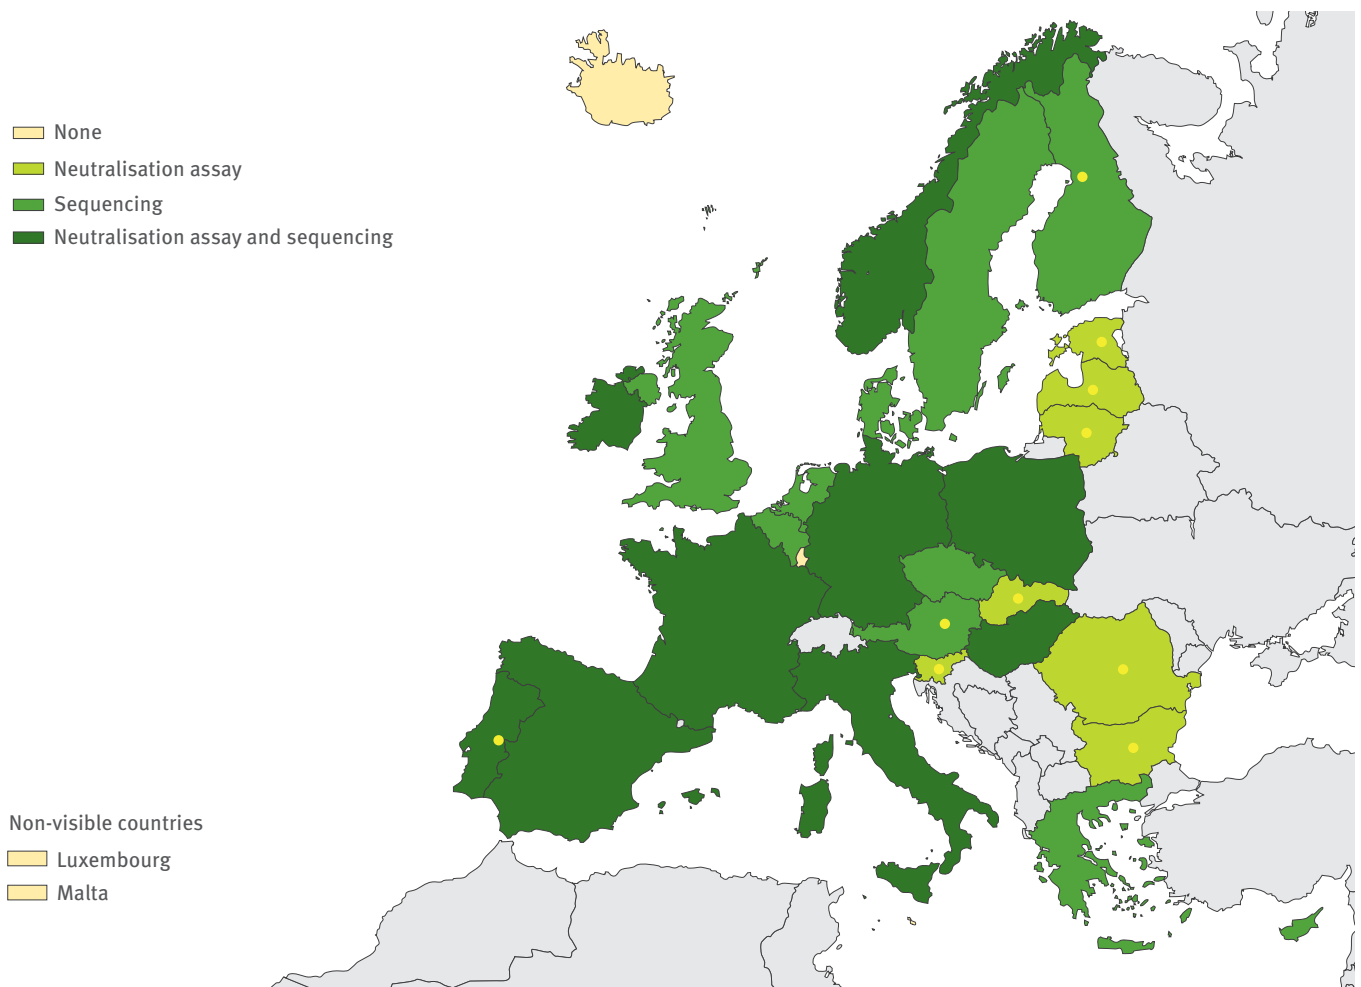 None
Neutralisation assay
Sequencing
Neutralisation assay and sequencing
Non-visible countries
Luxembourg
Malta